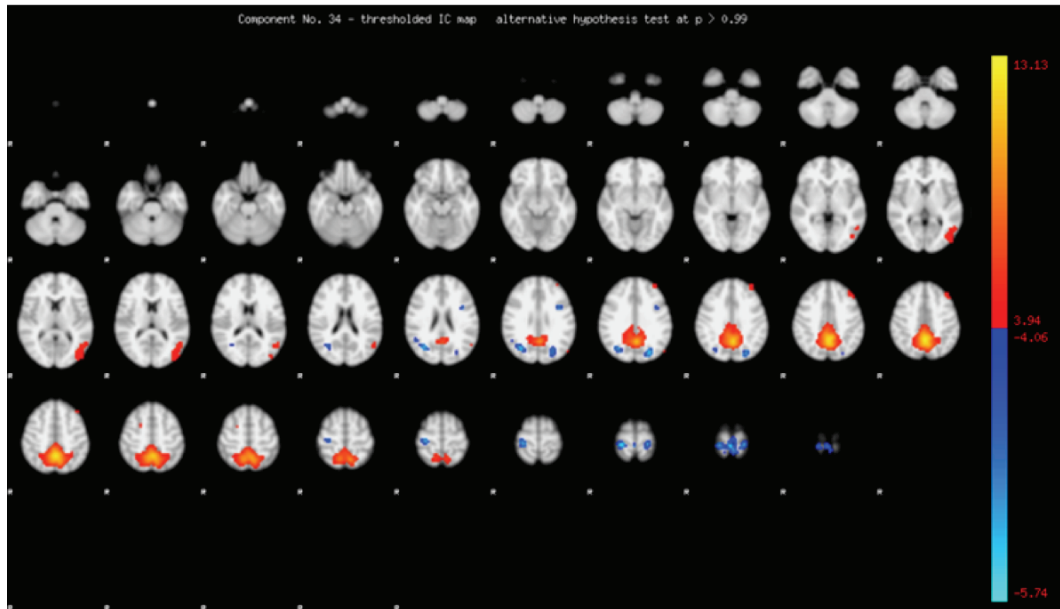 Component No. 34 - thresholded IC map   alternative hypothesis test at p > 0.99
13.13
3.94
-4.06
-5.74